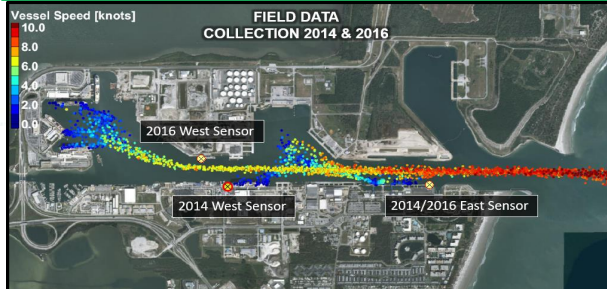 Vessel Speed [knots]
10.0
8.0
6.0
4.0
2.0
0.0
FIELD DATA
COLLECTION 2014 & 2016
2016 West Sensor
2014 West Sensor
2014/2016 East Sensor